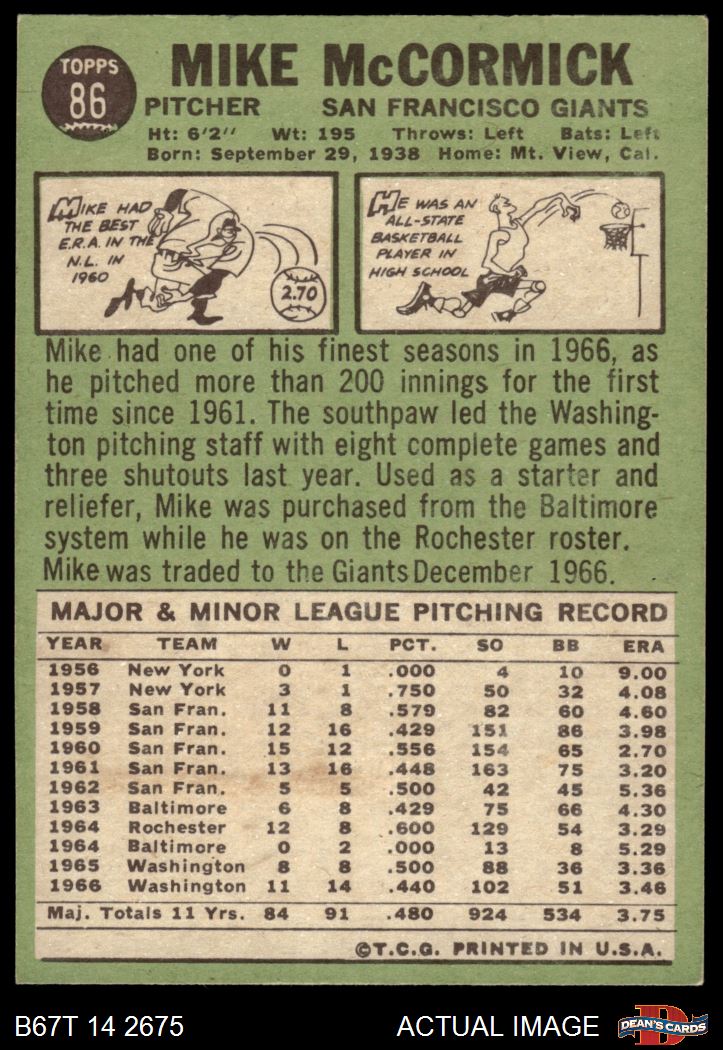 TOPPS
86
MIKE McCORMICK
PITCHER SAN FRANCISCO GIANTS
Ht: 6'2" Wt: 195 Throws: Left Bats: Left
Born: September 29, 1938 Home: Mt. View, Cal.
MIKE HAD
THE BEST
E.R.A. IN THE
N.L. IN
1960
2.70
HE WAS AN
ALL-STATE
BASKETBALL
PLAYER IN
HIGH SCHOOL
Mike had one of his finest seasons in 1966, as
he pitched more than 200 innings for the first
time since 1961. The southpaw led the Washing-
ton pitching staff with eight complete games and
three shutouts last year. Used as a starter and
reliefer, Mike was purchased from the Baltimore
system while he was on the Rochester roster.
Mike was traded to the Giants December 1966.
MAJOR & MINOR LEAGUE PITCHING RECORD
YEAR TEAM W L PCT. SO BB ERA
1956 New York 0 1 .000 4 10 9.00
1957 New York 3 1 .750 50 32 4.08
1958 San Fran. 11 8 .579 82 60 4.60
1959 San Fran. 12 16 .429 151 86 3.98
1960 San Fran. 15 12 .556 154 65 2.70
1961 San Fran. 13 16 .448 163 75 3.20
1962 San Fran. 5 5 .500 42 45 5.36
1963 Baltimore 6 8 .429 75 66 4.30
1964 Rochester 12 8 .600 129 54 3.29
1964 Baltimore 0 2 .000 13 8 5.29
1965 Washington 8 8 .500 88 36 3.36
1966 Washington 11 14 .440 102 51 3.46
Maj. Totals 11 Yrs. 84 91 .480 924 534 3.75
©T.C.G. PRINTED IN U.S.A.
B67T 14 2675 ACTUAL IMAGE
DEAN'S CARDS